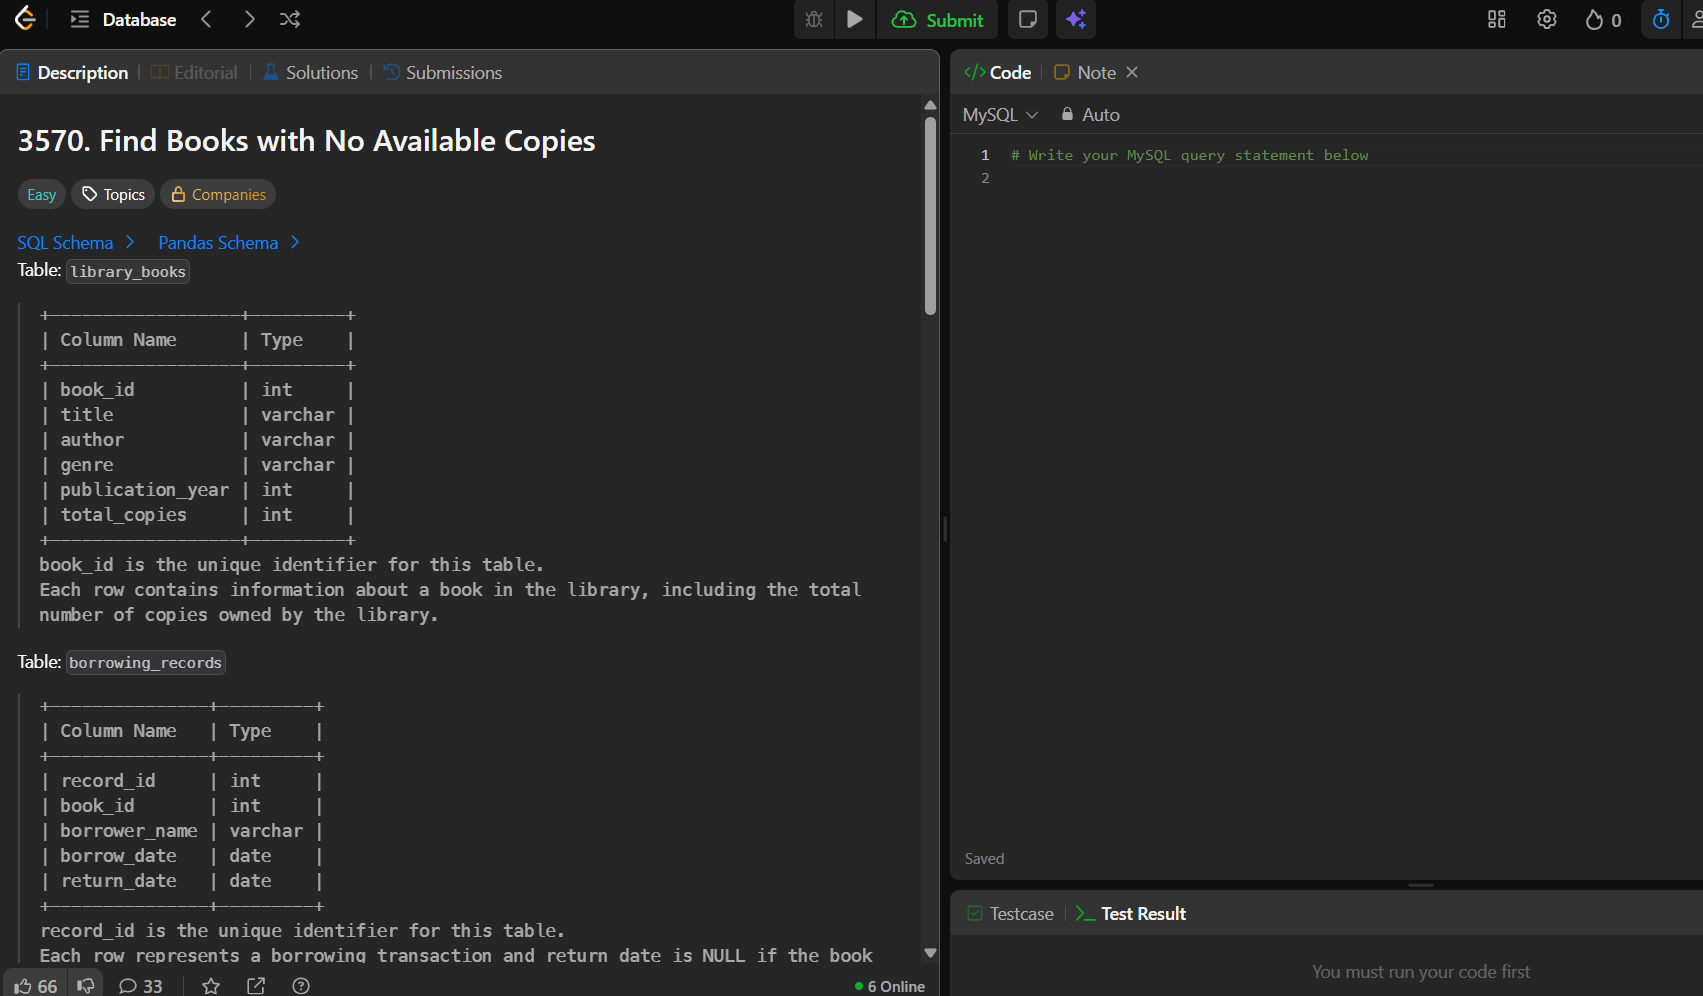 Database
Submit
0
Description
Editorial
Solutions
Submissions
3570. Find Books with No Available Copies
Easy
Topics
Companies
SQL Schema
Pandas Schema
Table: library_books
+------------------+---------+
| Column Name      | Type    |
+------------------+---------+
| book_id          | int     |
| title            | varchar |
| author           | varchar |
| genre            | varchar |
| publication_year | int     |
| total_copies     | int     |
+------------------+---------+
book_id is the unique identifier for this table.
Each row contains information about a book in the library, including the total
number of copies owned by the library.
Table: borrowing_records
+---------------+---------+
| Column Name   | Type    |
+---------------+---------+
| record_id     | int     |
| book_id       | int     |
| borrower_name | varchar |
| borrow_date   | date    |
| return_date   | date    |
+---------------+---------+
record_id is the unique identifier for this table.
Each row represents a borrowing transaction and return date is NULL if the book
66
33
6 Online
</> Code
Note
MySQL
Auto
1 # Write your MySQL query statement below
2
Saved
Testcase
Test Result
You must run your code first